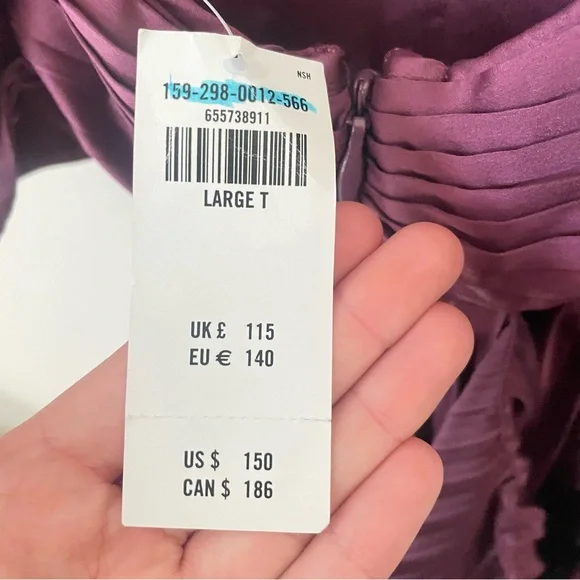 NSH
159-298-0012-566
655738911
LARGE T
UK £ 115
EU € 140
US $ 150
CAN $ 186